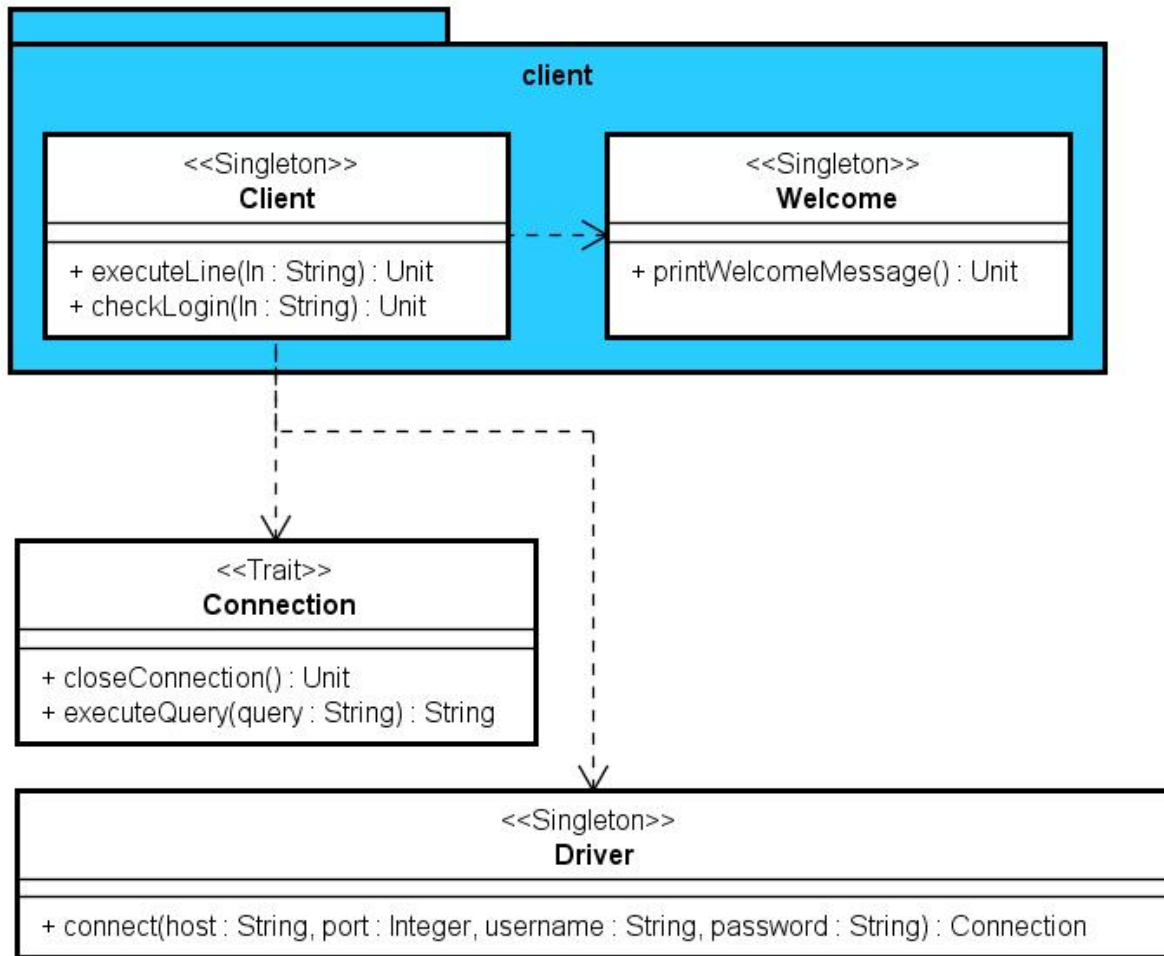 client
<<Singleton>>
Client
+ executeLine(ln : String) : Unit
+ checkLogin(ln : String) : Unit
<<Singleton>>
Welcome
+ printWelcomeMessage() : Unit
<<Trait>>
Connection
+ closeConnection() : Unit
+ executeQuery(query : String) : String
<<Singleton>>
Driver
+ connect(host : String, port : Integer, username : String, password : String) : Connection